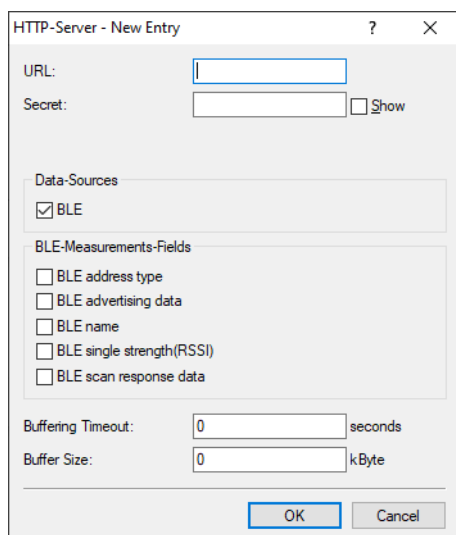 HTTP-Server - New Entry ?
URL:
Secret: Show
Data-Sources
BLE
BLE-Measurements-Fields
BLE address type
BLE advertising data
BLE name
BLE single strength(RSSI)
BLE scan response data
Buffering Timeout: 0 seconds
Buffer Size: 0 kByte
OK Cancel